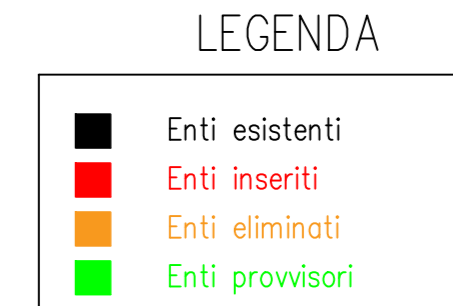 LEGENDA
Enti esistenti
Enti inseriti
Enti eliminati
Enti provvisori